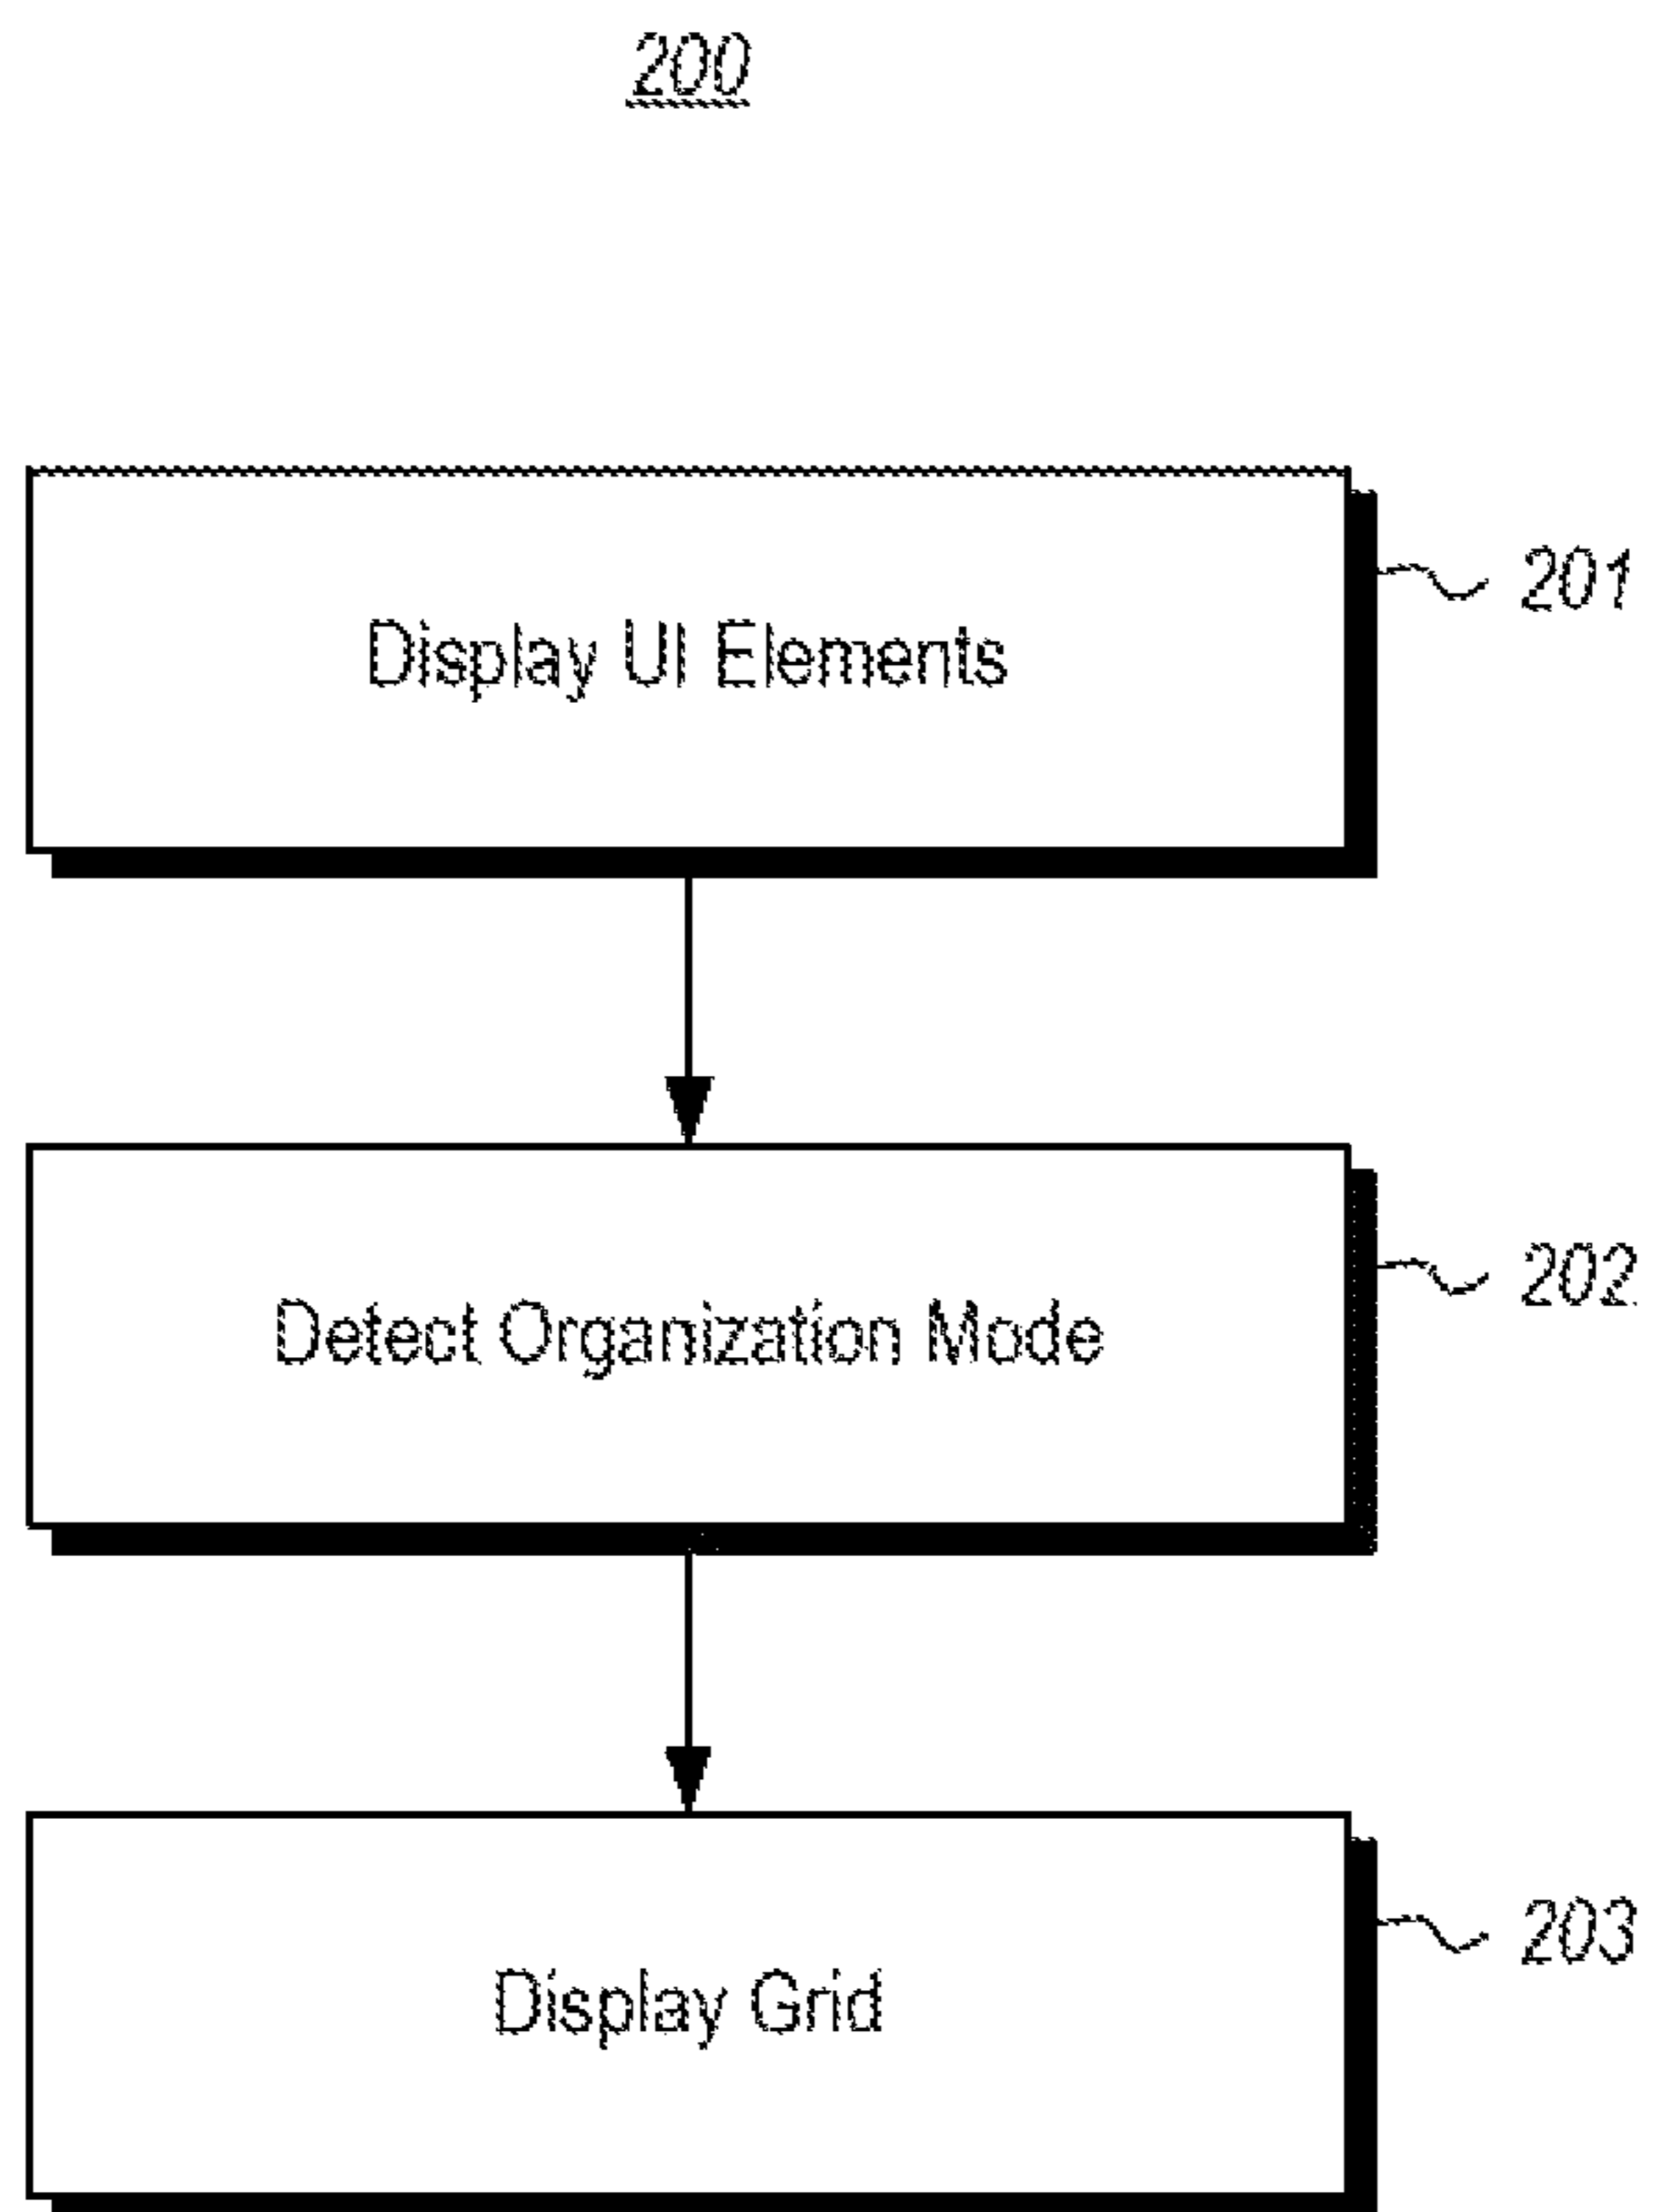 200
Display UI Elements
201
Detect Organization Mode
202
Display Grid
203